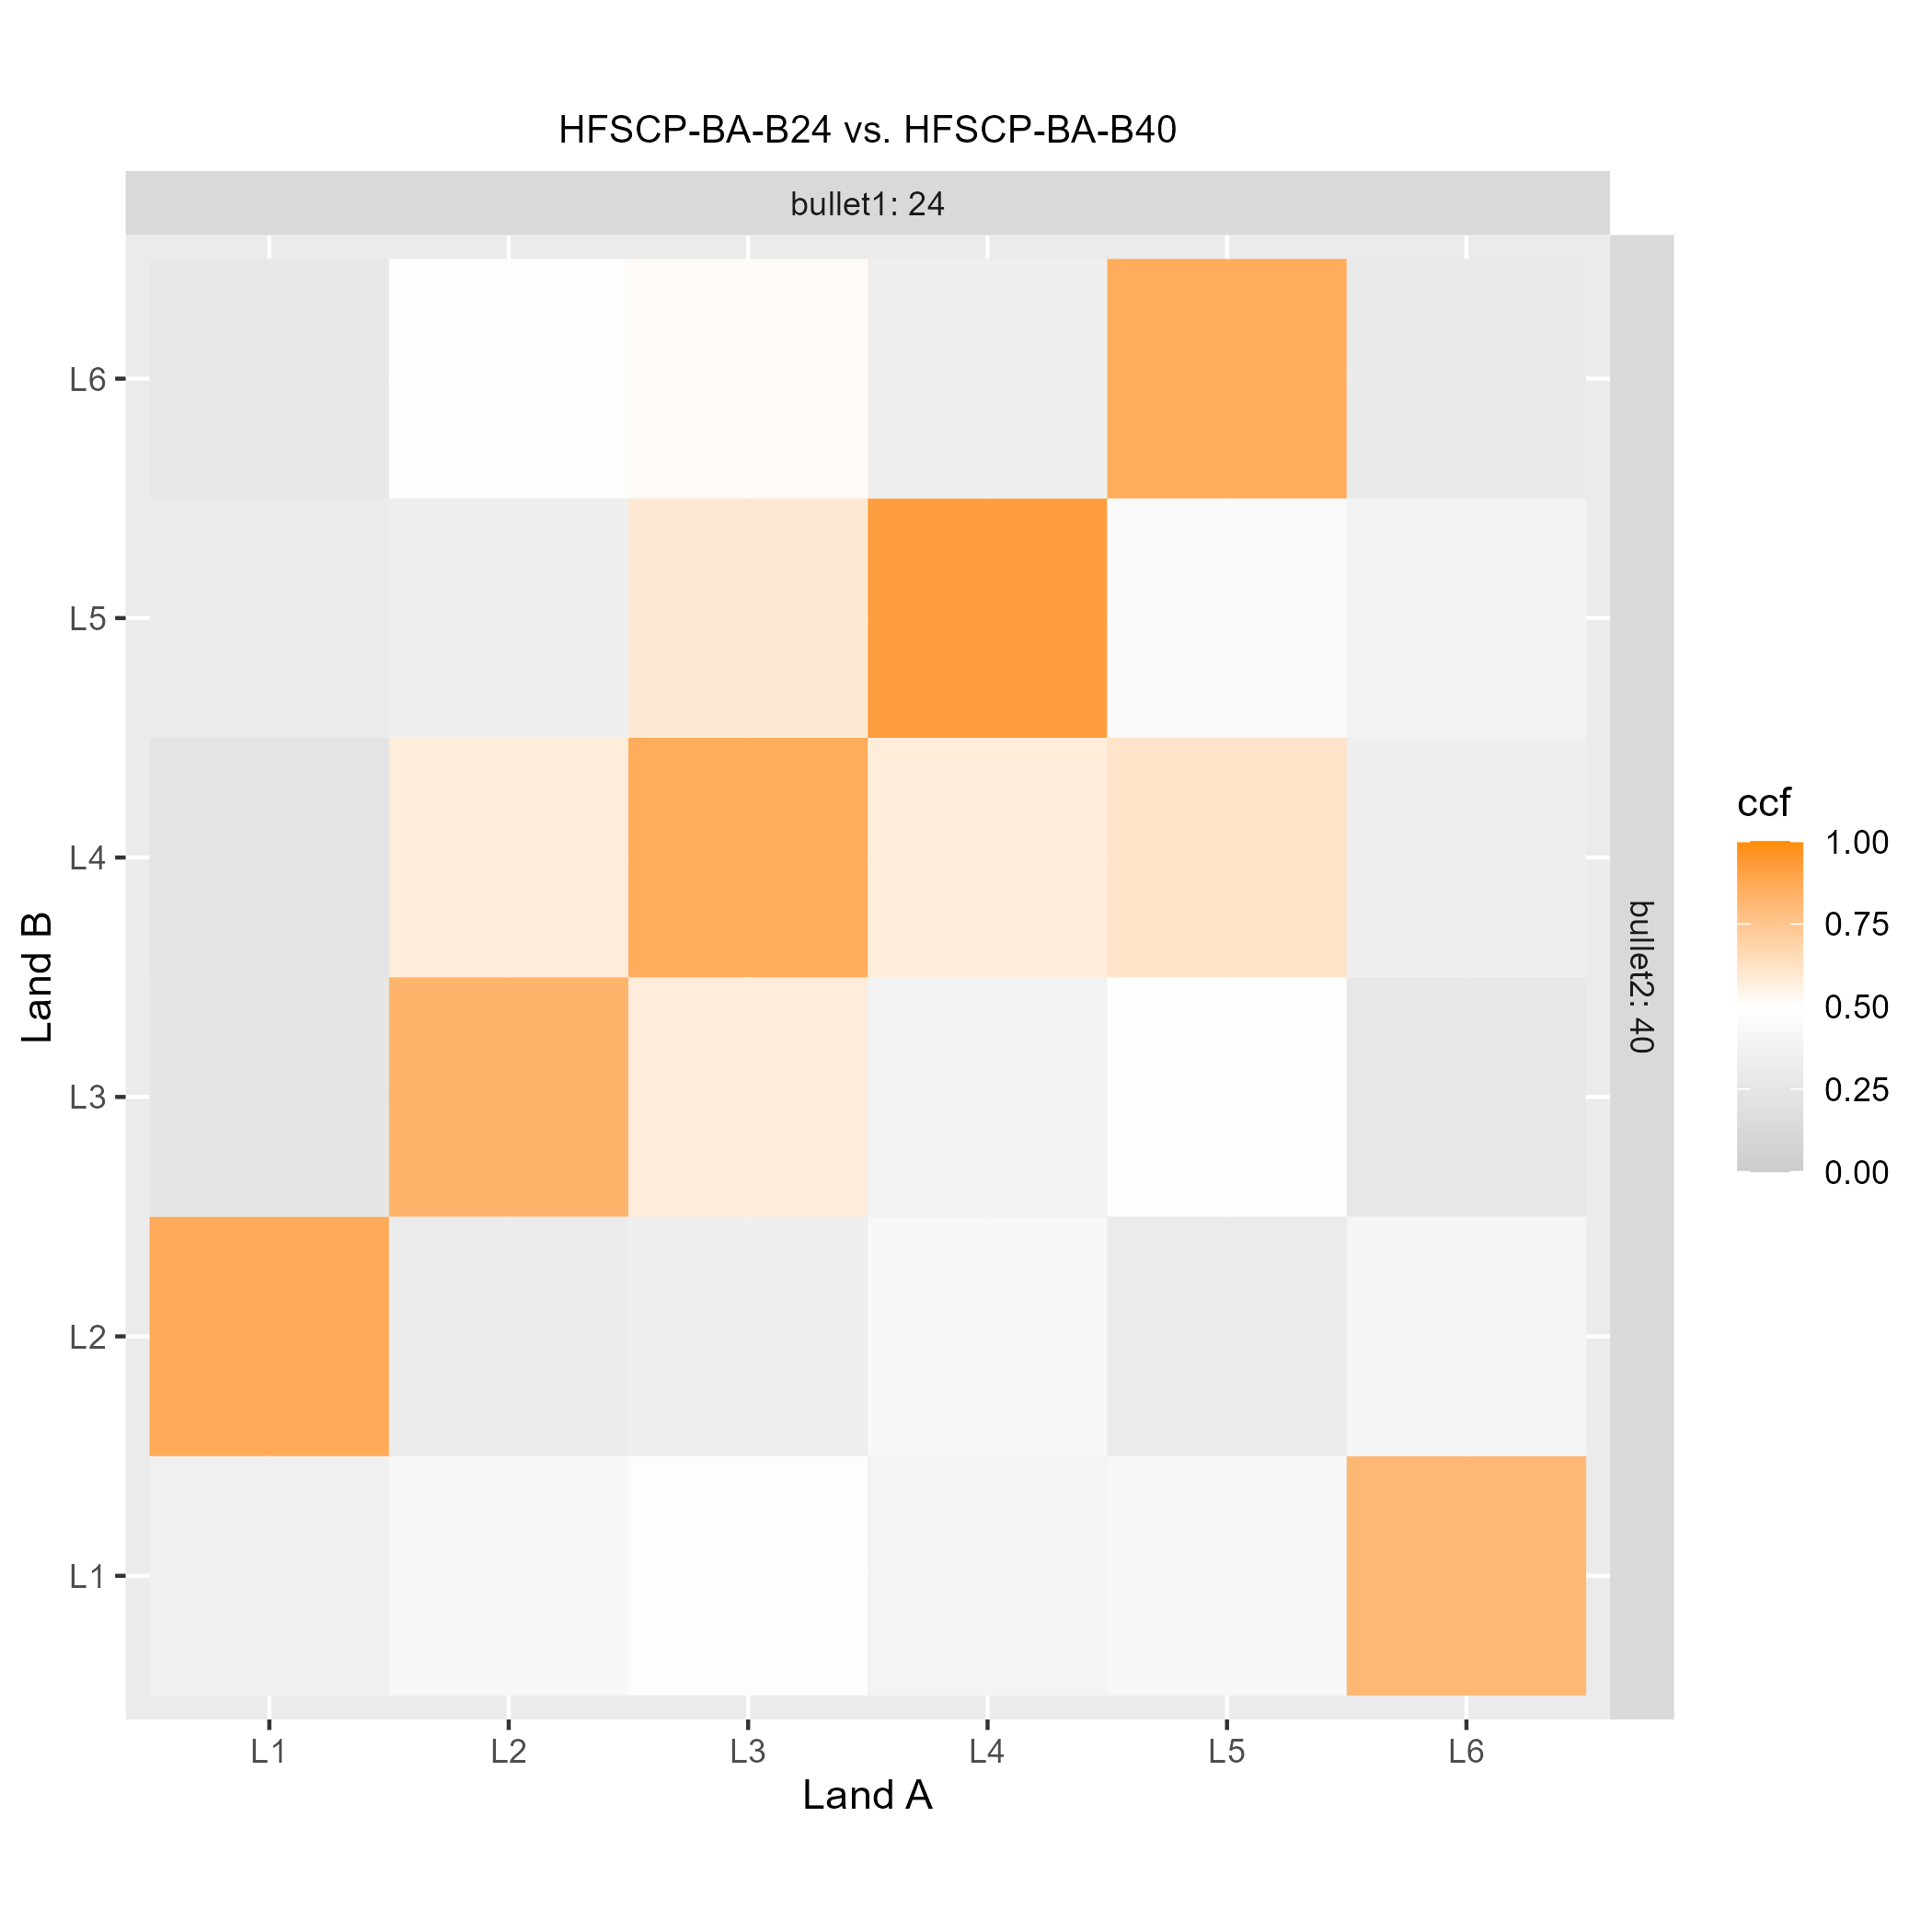 HFSCP-BA-B24 vs. HFSCP-BA-B40
bullet1: 24
L6
L5
L4
L3
L2
L1
Land B
bullet2: 40
L1 L2 L3 L4 L5 L6
Land A
ccf
1.00
0.75
0.50
0.25
0.00